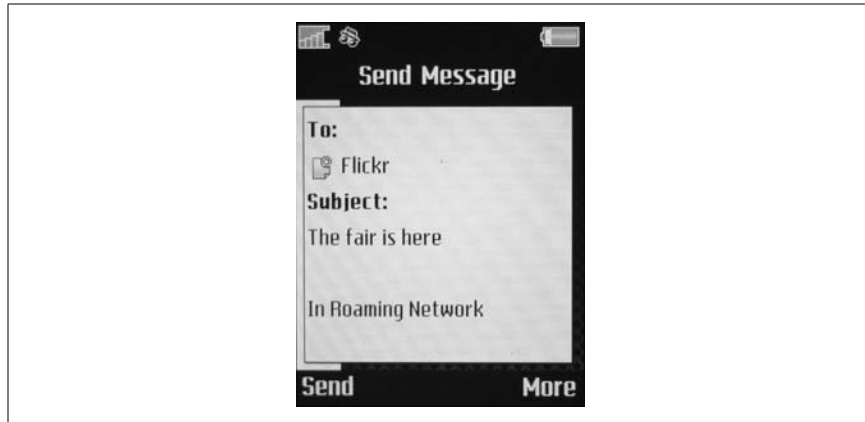 Send Message
To:
Flickr
Subject:
The fair is here
In Roaming Network
Send More